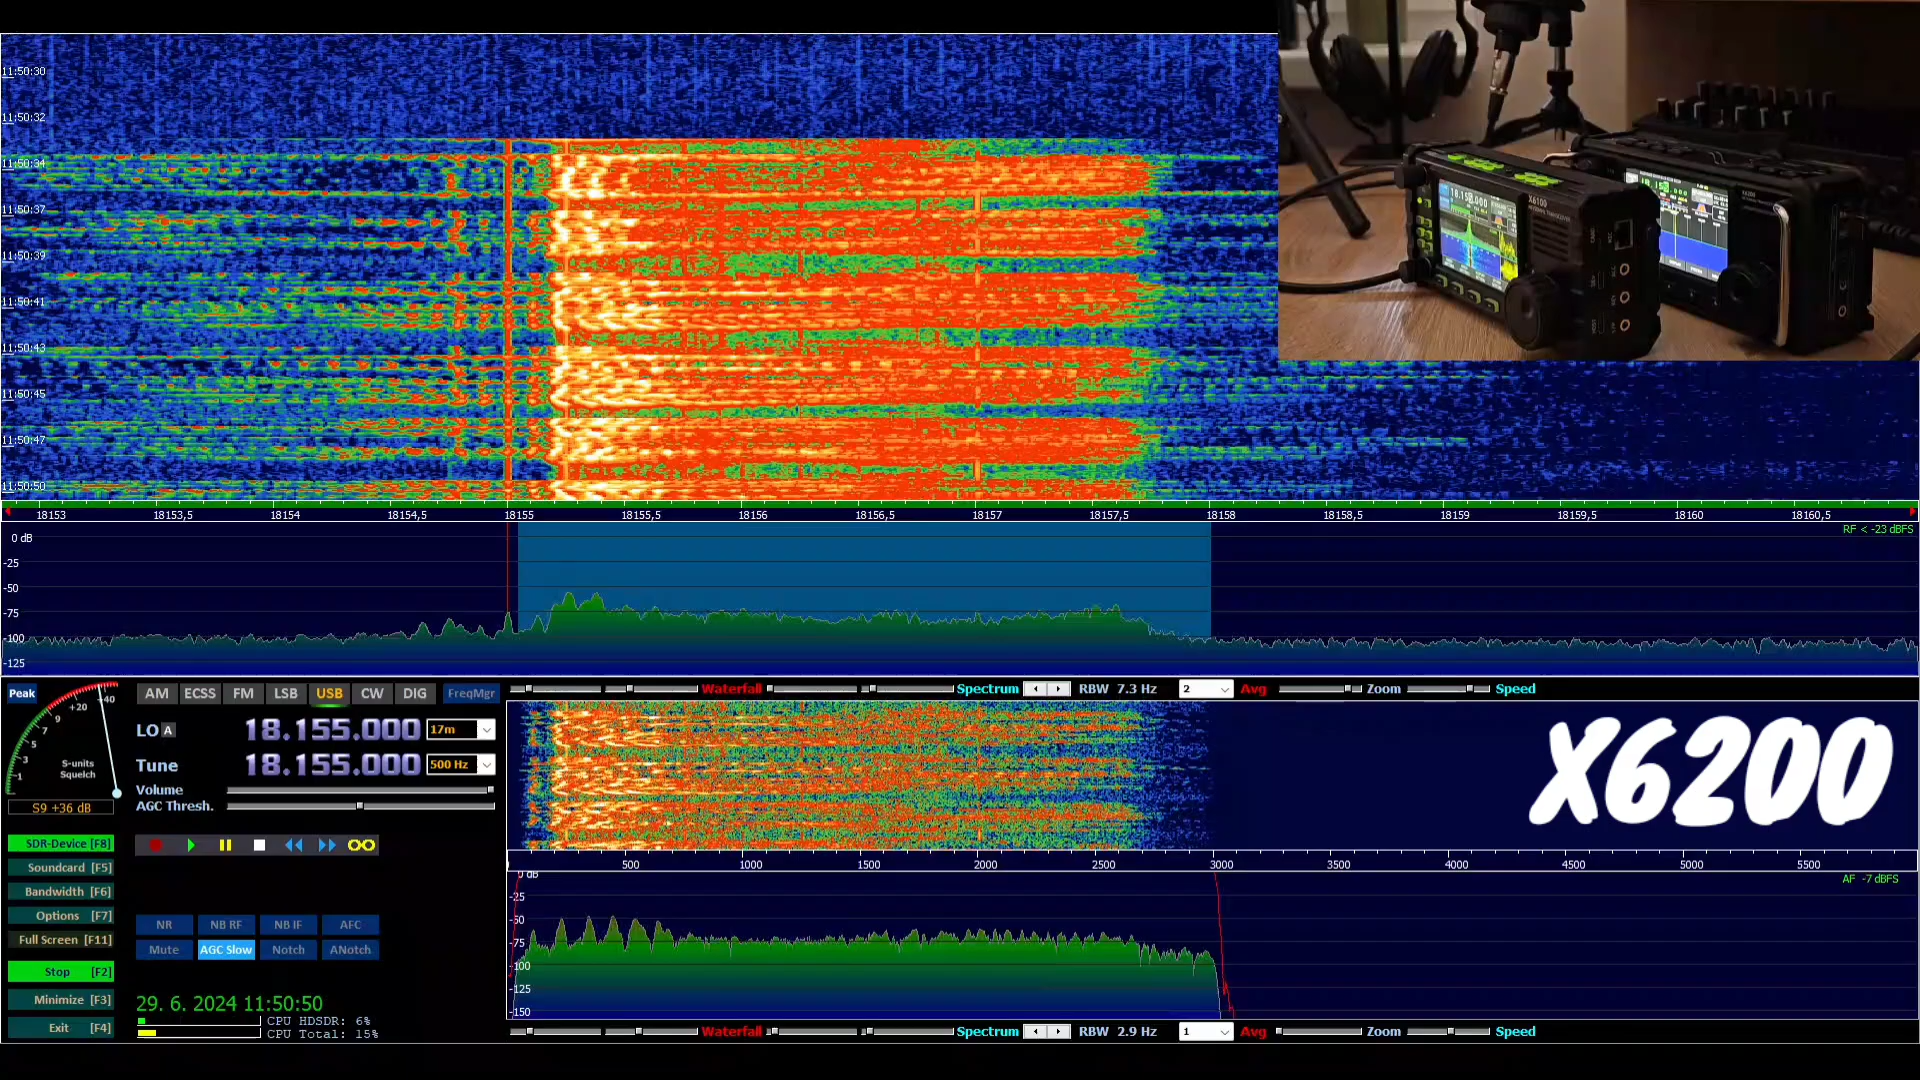 11:50:30
11:50:32
11:50:34
11:50:37
11:50:39
11:50:41
11:50:43
11:50:45
11:50:47
11:50:50
X6100
X6200
18153 18153,5 18154 18154,5 18155 18155,5 18156 18156,5 18157 18157,5 18158 18158,5 18159 18159,5 18160 18160,5
RF < -23 dBFS
0 dB
-25
-50
-75
-100
-125
Peak
1 3 5 7 9 +20 +40
S-units
Squelch
S9 +36 dB
AM ECSS FM LSB USB CW DIG FreqMgr
LO A 18.155.000 17m
Tune 18.155.000 500 Hz
Volume
AGC Thresh.
Waterfall Spectrum RBW 7.3 Hz 2 Avg Zoom Speed
X6200
SDR-Device [F8]
Soundcard [F5]
Bandwidth [F6]
Options [F7]
Full Screen [F11]
Stop [F2]
Minimize [F3]
Exit [F4]
NR NB RF NB IF AFC
Mute AGC Slow Notch ANotch
29. 6. 2024 11:50:50
CPU HDSDR: 6%
CPU Total: 15%
500 1000 1500 2000 2500 3000 3500 4000 4500 5000 5500
AF -7 dBFS
0 dB
-25
-50
-75
-100
-125
-150
Waterfall Spectrum RBW 2.9 Hz 1 Avg Zoom Speed